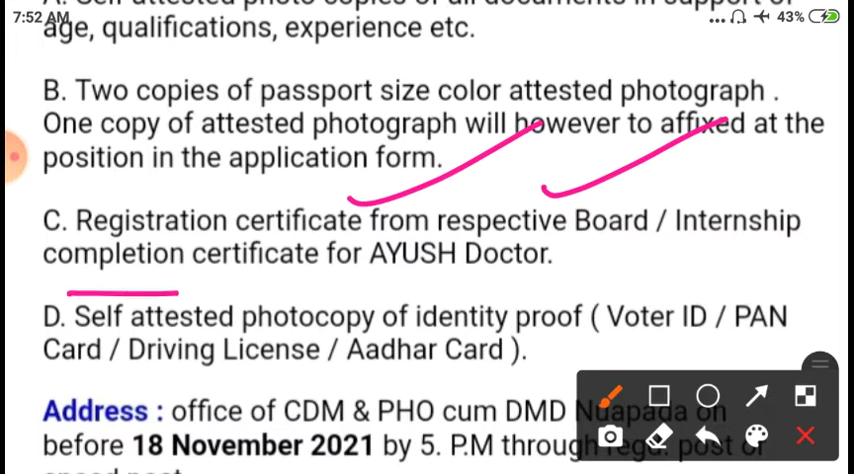 7:52 AM
... 43%
age, qualifications, experience etc.
B. Two copies of passport size color attested photograph .
One copy of attested photograph will however to affixed at the
position in the application form.
C. Registration certificate from respective Board / Internship
completion certificate for AYUSH Doctor.
D. Self attested photocopy of identity proof ( Voter ID / PAN
Card / Driving License / Aadhar Card ).
Address : office of CDM & PHO cum DMD Nuapada on
before 18 November 2021 by 5. P.M through post or